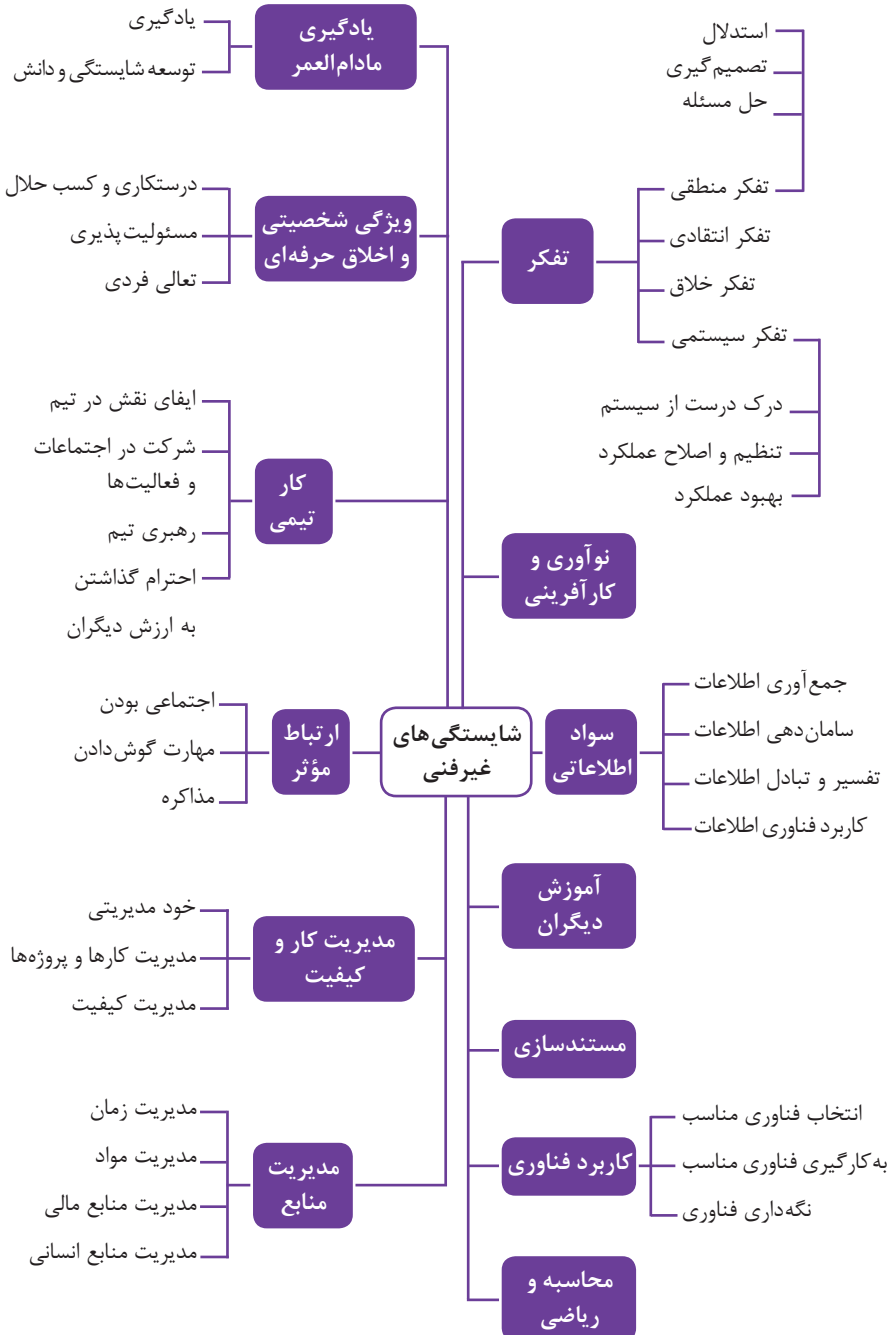 شایستگی‌های
غیرفنی
تفکر
تفکر منطقی
استدلال
تصمیم‌گیری
حل مسئله
تفکر انتقادی
تفکر خلاق
تفکر سیستمی
درک درست از سیستم
تنظیم و اصلاح عملکرد
بهبود عملکرد
نوآوری و
کارآفرینی
سواد
اطلاعاتی
جمع‌آوری اطلاعات
سامان‌دهی اطلاعات
تفسیر و تبادل اطلاعات
کاربرد فناوری اطلاعات
آموزش
دیگران
مستندسازی
کاربرد فناوری
انتخاب فناوری مناسب
به‌کارگیری فناوری مناسب
نگه‌داری فناوری
محاسبه و
ریاضی
یادگیری
مادام‌العمر
یادگیری
توسعه شایستگی و دانش
ویژگی شخصیتی
و اخلاق حرفه‌ای
درستکاری و کسب حلال
مسئولیت‌پذیری
تعالی فردی
کار
تیمی
ایفای نقش در تیم
شرکت در اجتماعات
و فعالیت‌ها
رهبری تیم
احترام گذاشتن
به ارزش دیگران
ارتباط
مؤثر
اجتماعی بودن
مهارت گوش‌دادن
مذاکره
مدیریت کار و
کیفیت
خود مدیریتی
مدیریت کارها و پروژه‌ها
مدیریت کیفیت
مدیریت
منابع
مدیریت زمان
مدیریت مواد
مدیریت منابع مالی
مدیریت منابع انسانی